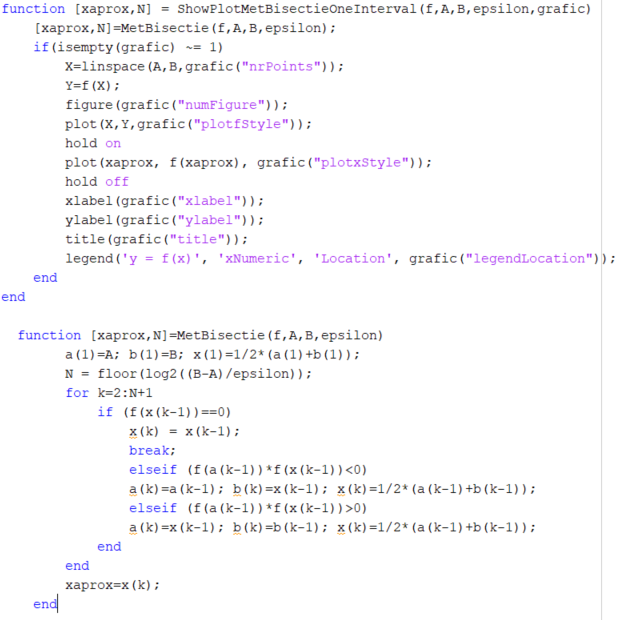 function [xaprox,N] = ShowPlotMetBisectieOneInterval(f,A,B,epsilon,grafic)
    [xaprox,N]=MetBisectie(f,A,B,epsilon);
    if(isempty(grafic) ~= 1)
        X=linspace(A,B,grafic("nrPoints"));
        Y=f(X);
        figure(grafic("numFigure"));
        plot(X,Y,grafic("plotfStyle"));
        hold on
        plot(xaprox, f(xaprox), grafic("plotxStyle"));
        hold off
        xlabel(grafic("xlabel"));
        ylabel(grafic("ylabel"));
        title(grafic("title"));
        legend('y = f(x)', 'xNumeric', 'Location', grafic("legendLocation"));
    end
end
  function [xaprox,N]=MetBisectie(f,A,B,epsilon)
        a(1)=A; b(1)=B; x(1)=1/2*(a(1)+b(1));
        N = floor(log2((B-A)/epsilon));
        for k=2:N+1
            if (f(x(k-1))==0)
                x(k) = x(k-1);
                break;
                elseif (f(a(k-1))*f(x(k-1))<0)
                a(k)=a(k-1); b(k)=x(k-1); x(k)=1/2*(a(k-1)+b(k-1));
                elseif (f(a(k-1))*f(x(k-1))>0)
                a(k)=x(k-1); b(k)=b(k-1); x(k)=1/2*(a(k-1)+b(k-1));
            end
        end
        xaprox=x(k);
    end